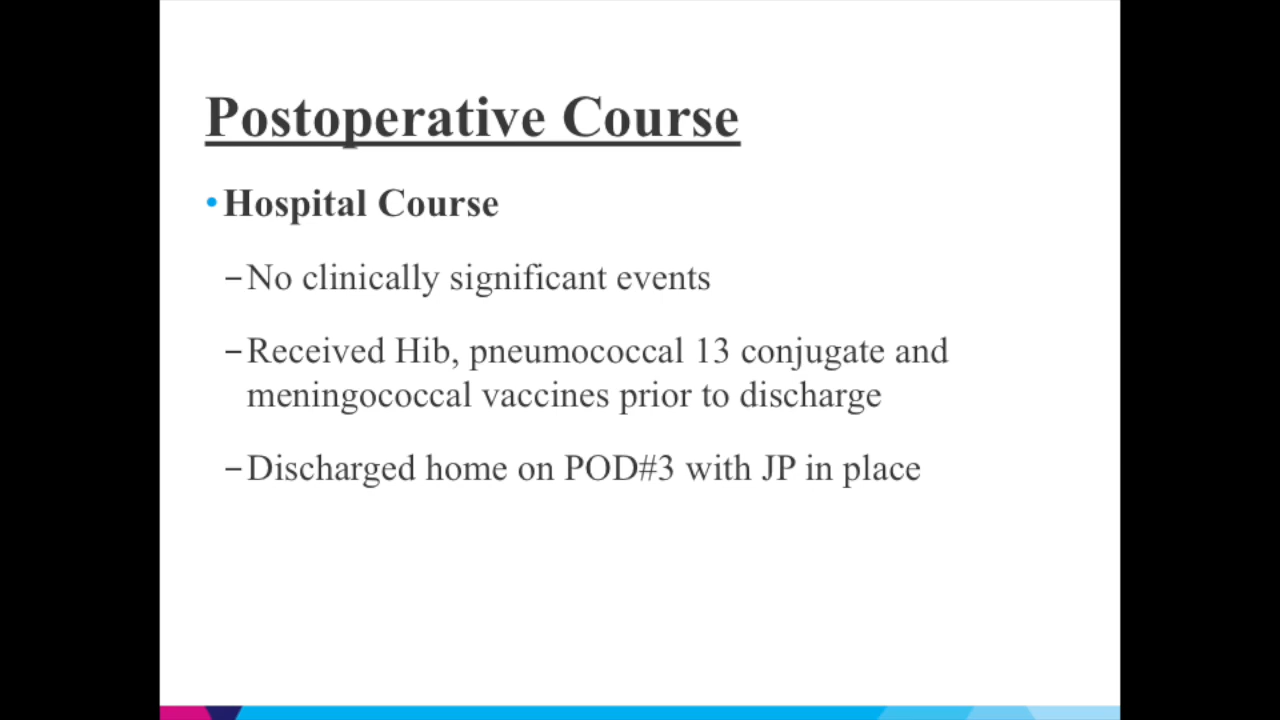 Postoperative Course
•Hospital Course
–No clinically significant events
–Received Hib, pneumococcal 13 conjugate and
meningococcal vaccines prior to discharge
–Discharged home on POD#3 with JP in place